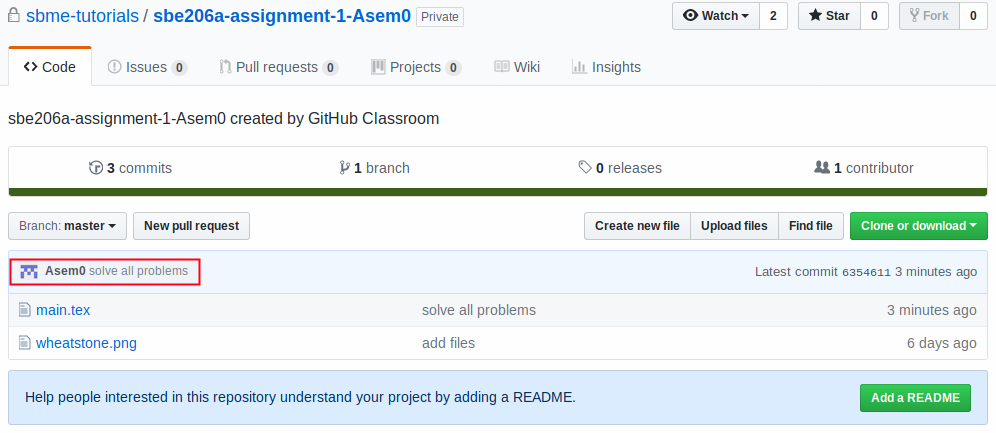 sbme-tutorials / sbe206a-assignment-1-Asem0 Private Watch 2 Star 0 Fork 0
Code Issues 0 Pull requests 0 Projects 0 Wiki Insights
sbe206a-assignment-1-Asem0 created by GitHub Classroom
3 commits 1 branch 0 releases 1 contributor
Branch: master New pull request Create new file Upload files Find file Clone or download
Asem0 solve all problems Latest commit 6354611 3 minutes ago
main.tex solve all problems 3 minutes ago
wheatstone.png add files 6 days ago
Help people interested in this repository understand your project by adding a README. Add a README